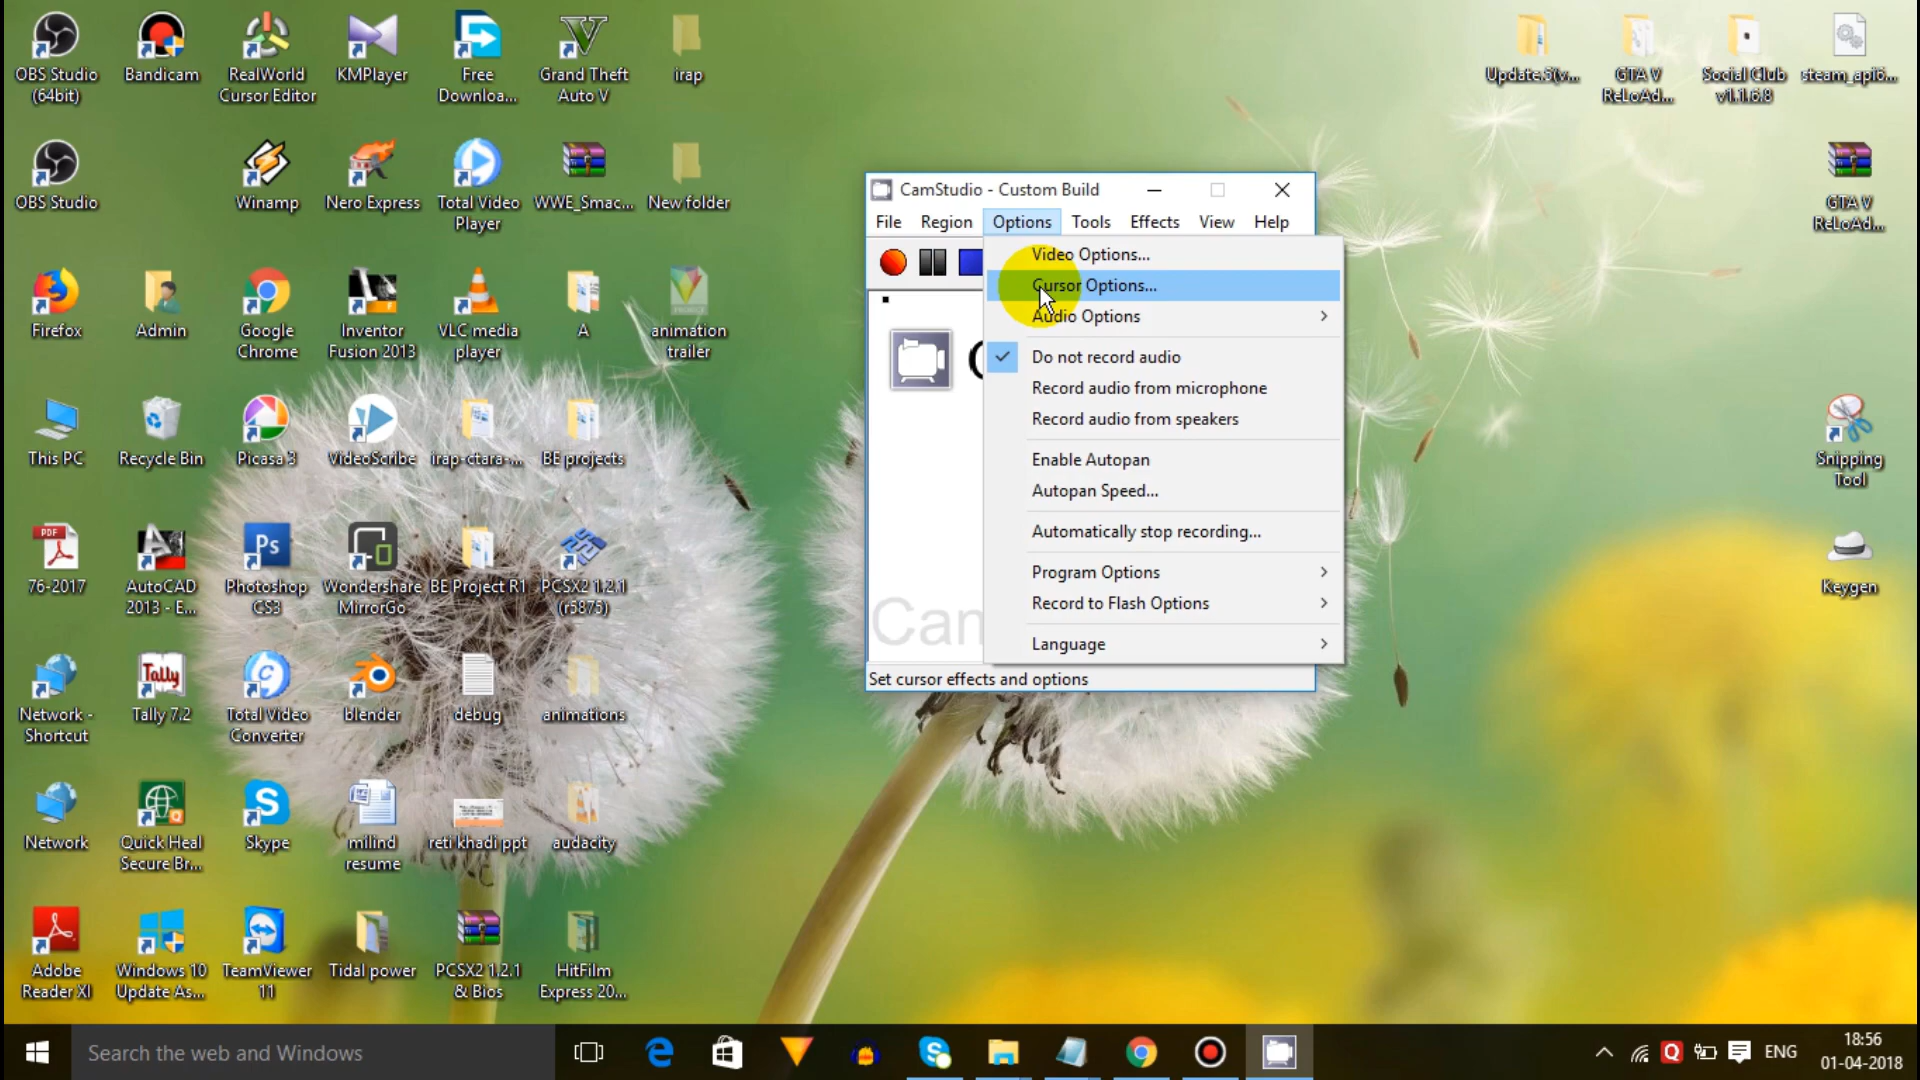 OBS Studio
(64bit)
Bandicam
RealWorld
Cursor Editor
KMPlayer
Free
Downloa...
Grand Theft
Auto V
irap
Update.5(v...
GTA V
ReLoAd...
Social Club
v1.1.6.8
steam_api6...
OBS Studio
Winamp
Nero Express
Total Video
Player
WWE_Smac...
New folder
GTA V
ReLoAd...
CamStudio - Custom Build
File Region Options Tools Effects View Help
Video Options...
Cursor Options...
Audio Options
Do not record audio
Record audio from microphone
Record audio from speakers
Enable Autopan
Autopan Speed...
Automatically stop recording...
Program Options
Record to Flash Options
Language
C
Cam
Set cursor effects and options
Firefox
Admin
Google
Chrome
Inventor
Fusion 2013
VLC media
player
A
animation
trailer
This PC
Recycle Bin
Picasa 3
VideoScribe
irap-ctara-...
BE projects
Snipping
Tool
PDF
76-2017
AutoCAD
2013 - E...
Ps
Photoshop
CS3
Wondershare
MirrorGo
BE Project R1
PCSX2 1.2.1
(r5875)
Keygen
Network -
Shortcut
Tally
Tally 7.2
Total Video
Converter
blender
debug
animations
Network
Quick Heal
Secure Br...
Skype
milind
resume
reti khadi ppt
audacity
Adobe
Reader XI
Windows 10
Update As...
TeamViewer
11
Tidal power
PCSX2 1.2.1
& Bios
HitFilm
Express 20...
Search the web and Windows
ENG
18:56
01-04-2018